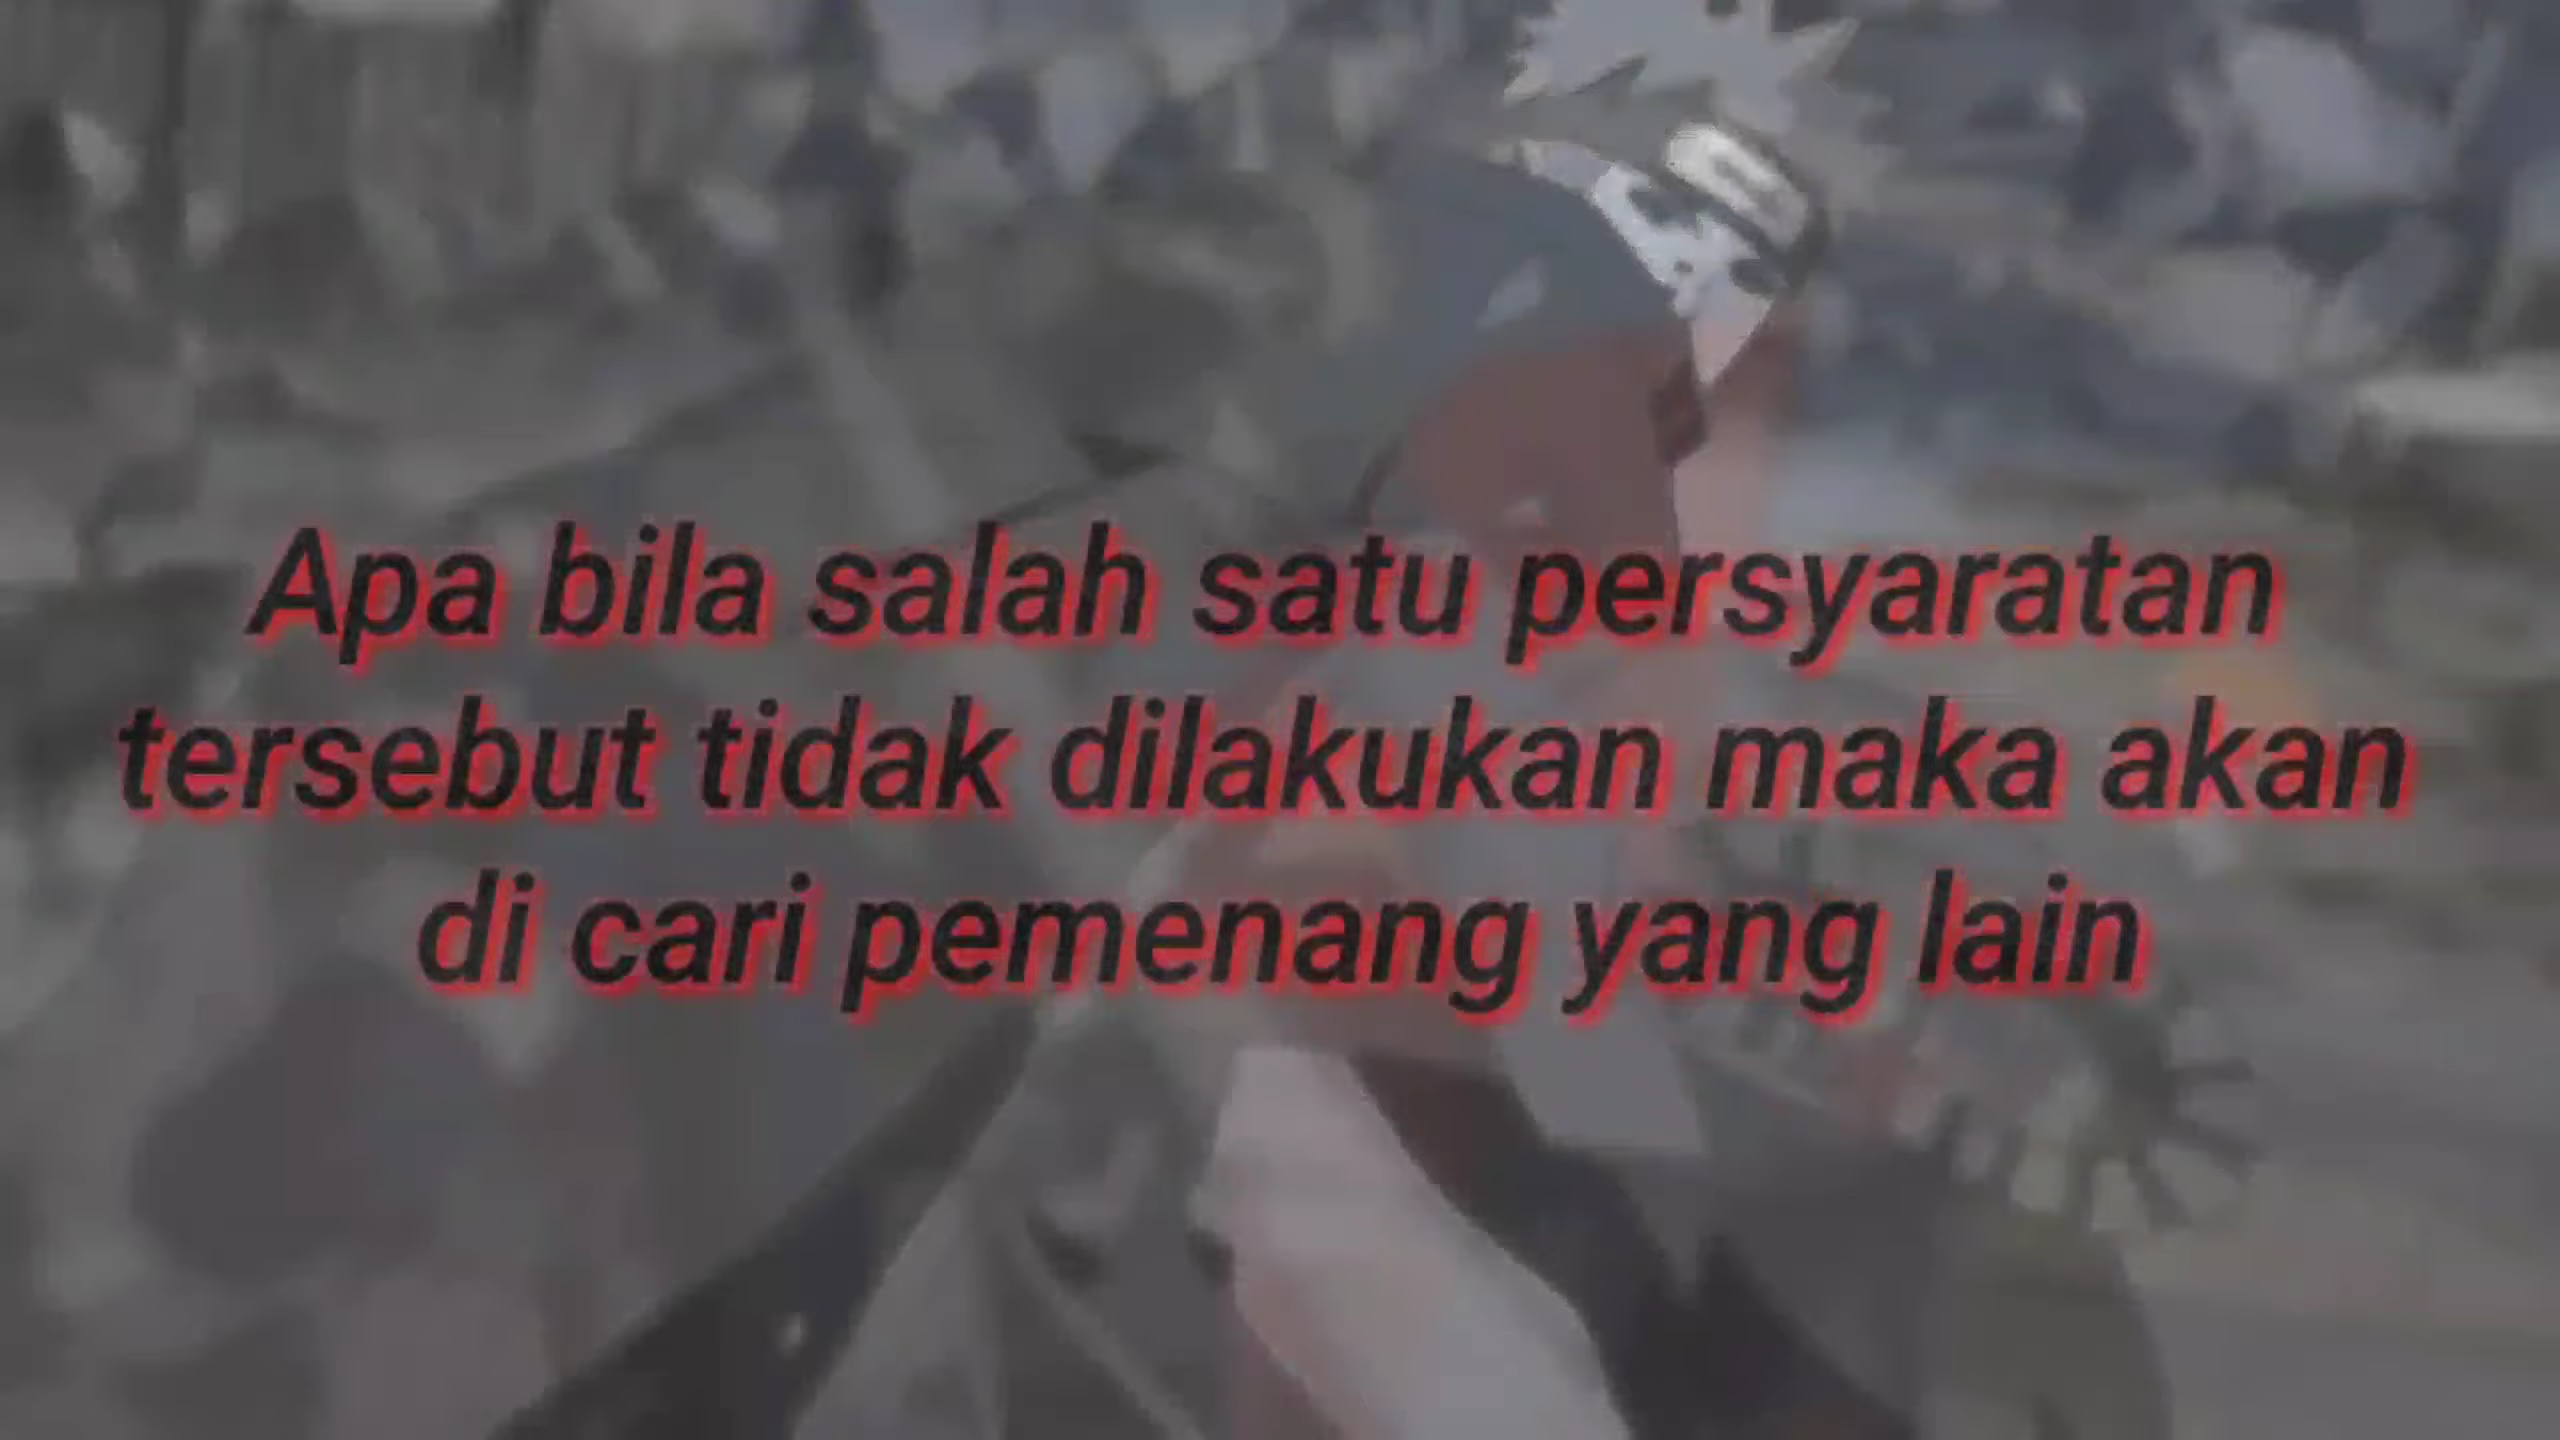 Apa bila salah satu persyaratan
tersebut tidak dilakukan maka akan
di cari pemenang yang lain